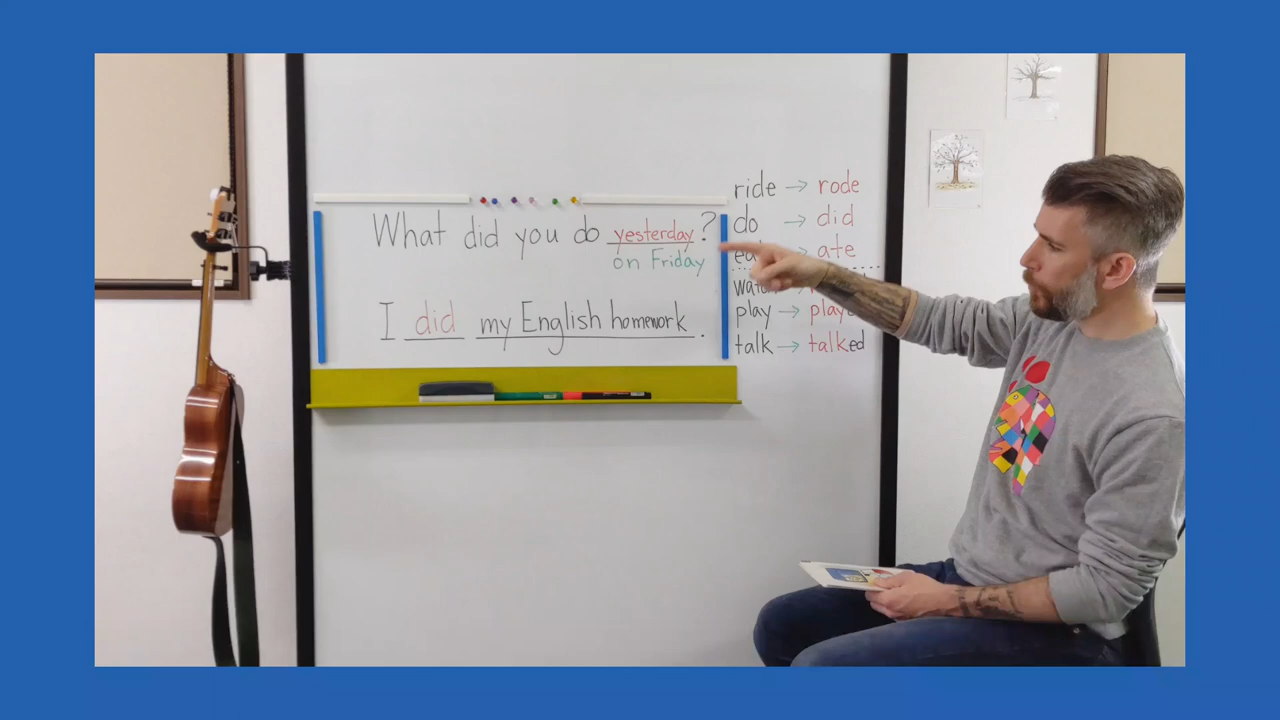 What did you do yesterday?
on Friday
I did my English homework.
ride → rode
do → did
→ ate
play →
talk → talked